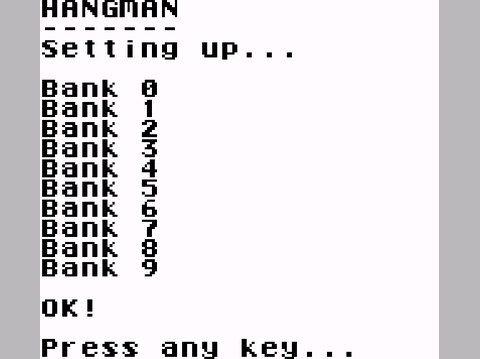 HANGMAN
-------
Setting up...
Bank 0
Bank 1
Bank 2
Bank 3
Bank 4
Bank 5
Bank 6
Bank 7
Bank 8
Bank 9
OK!
Press any key...